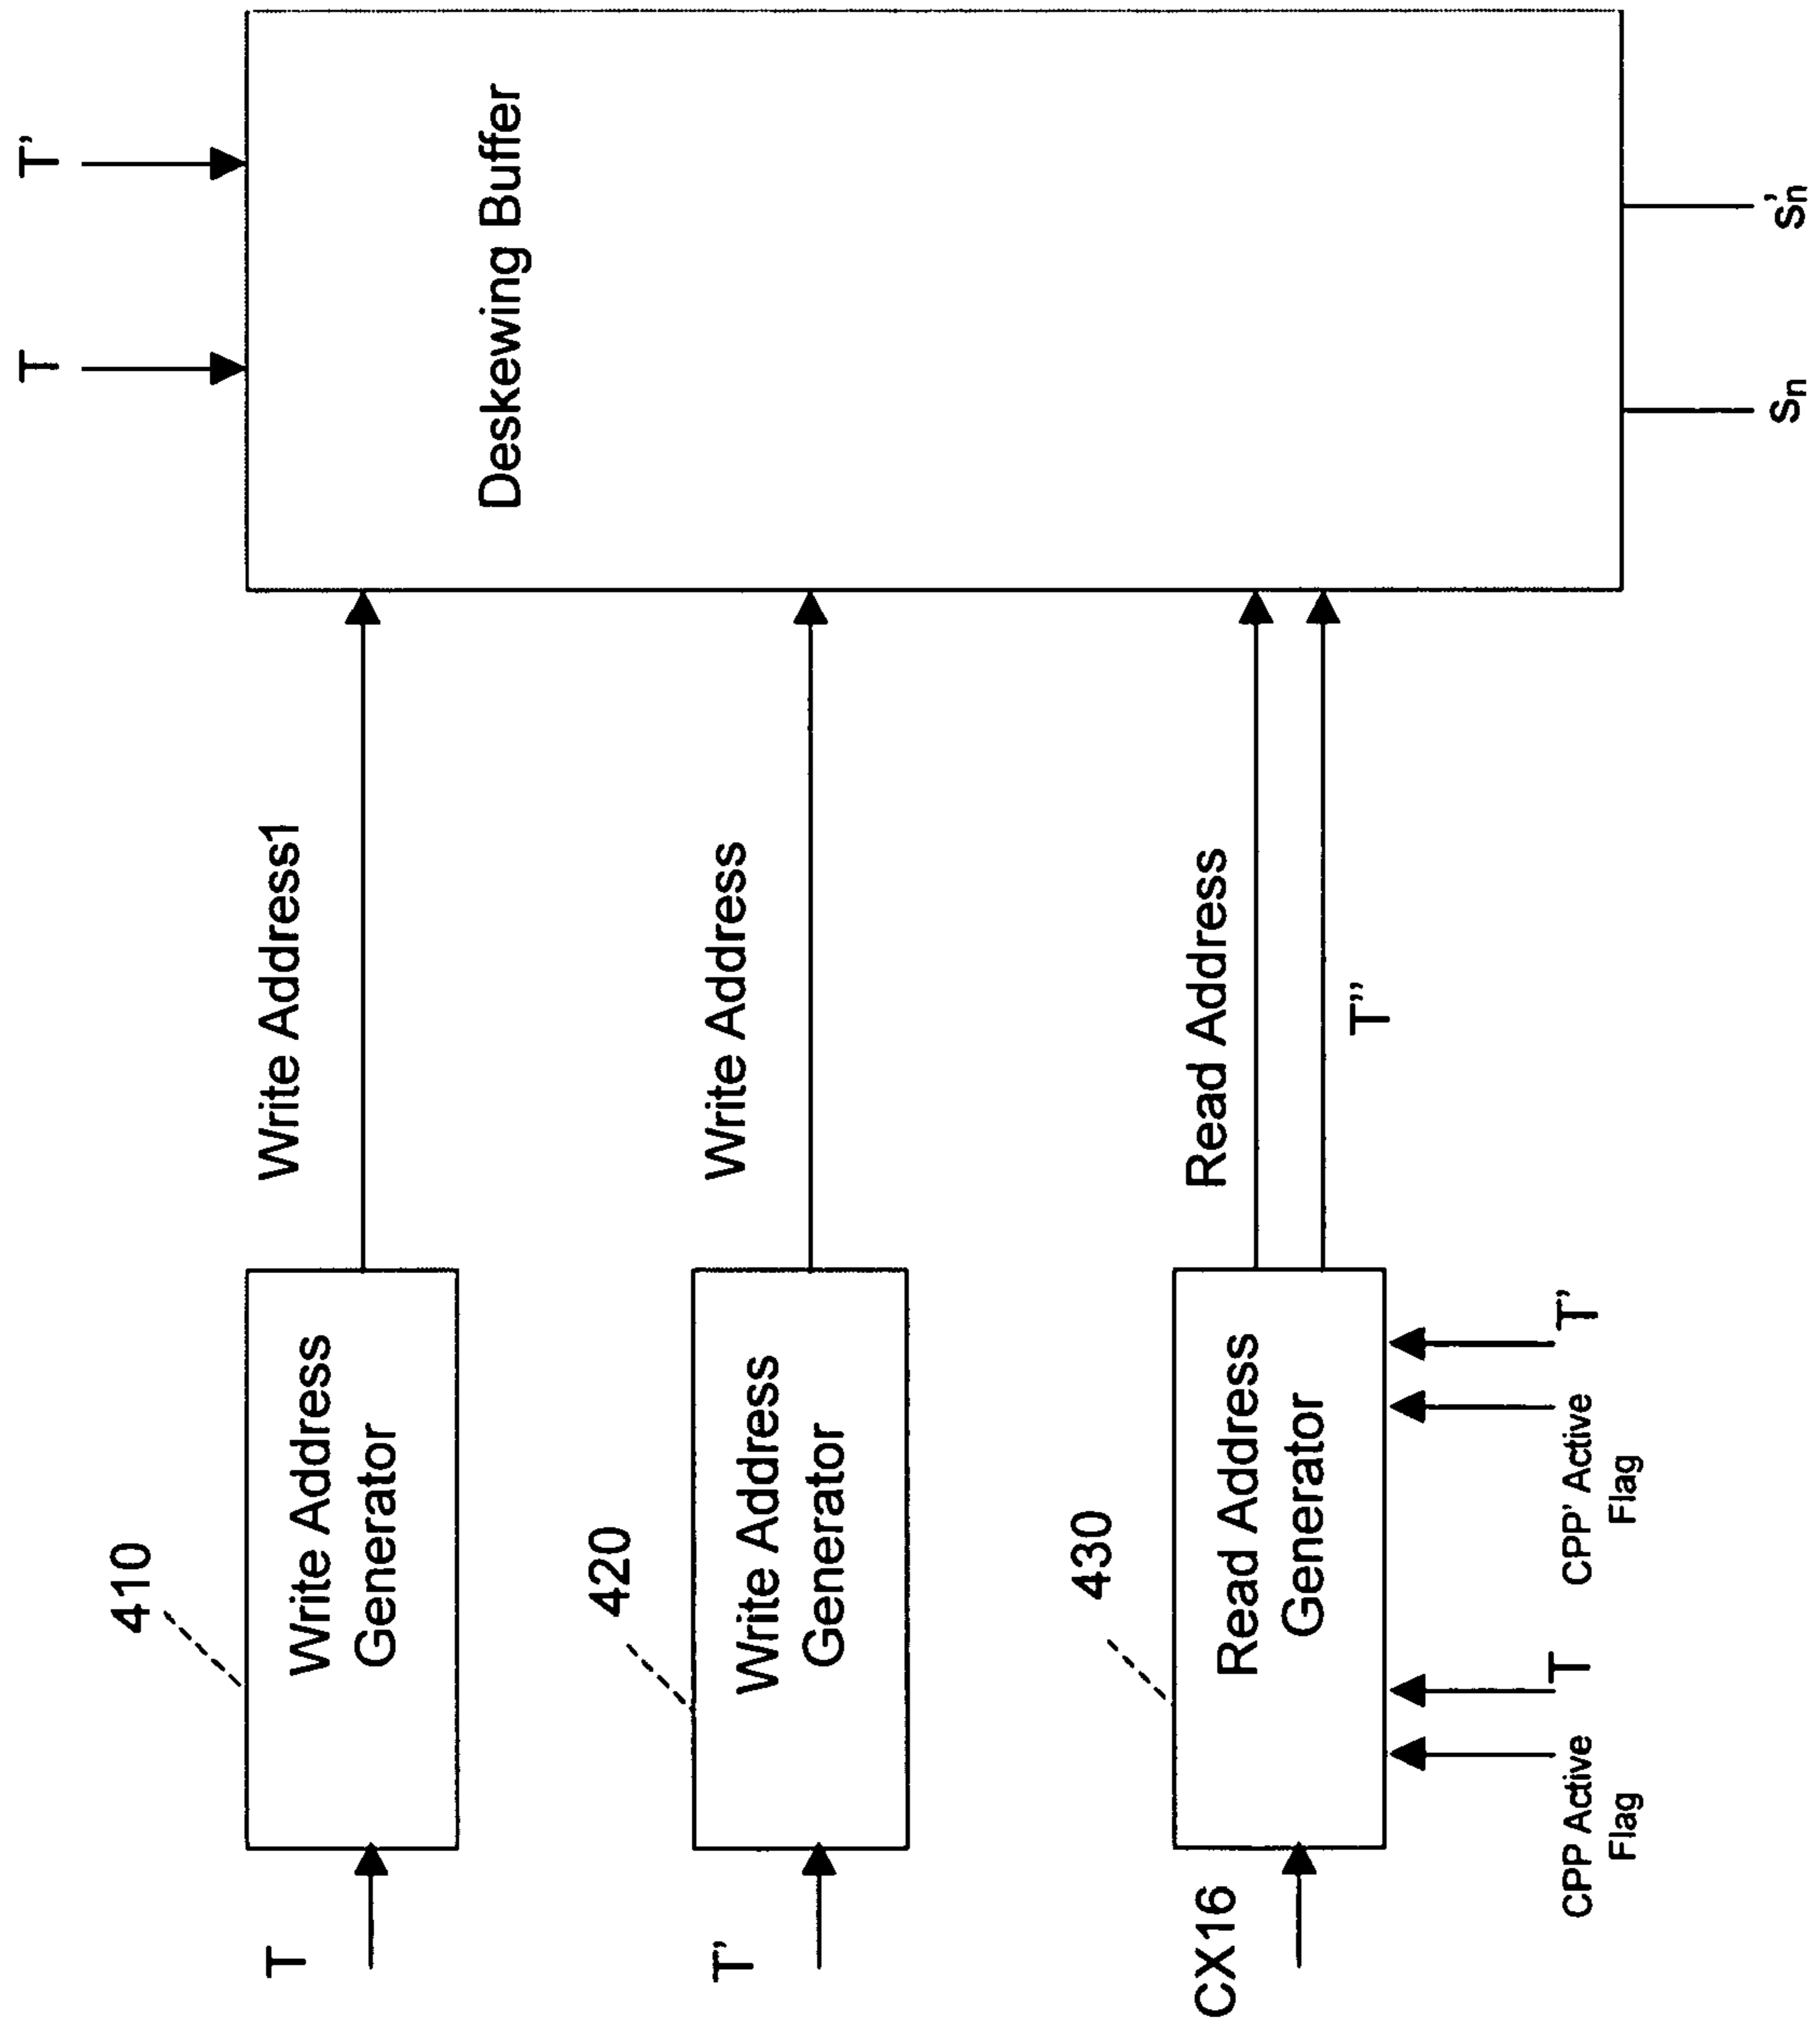 T
T'
410
T
Write Address
Generator
Write Address1
Deskewing Buffer
420
T'
Write Address
Generator
Write Address
430
CX16
Read Address
Generator
Read Address
T''
CPP Active
Flag
T
CPP' Active
Flag
T'
sn
s'n